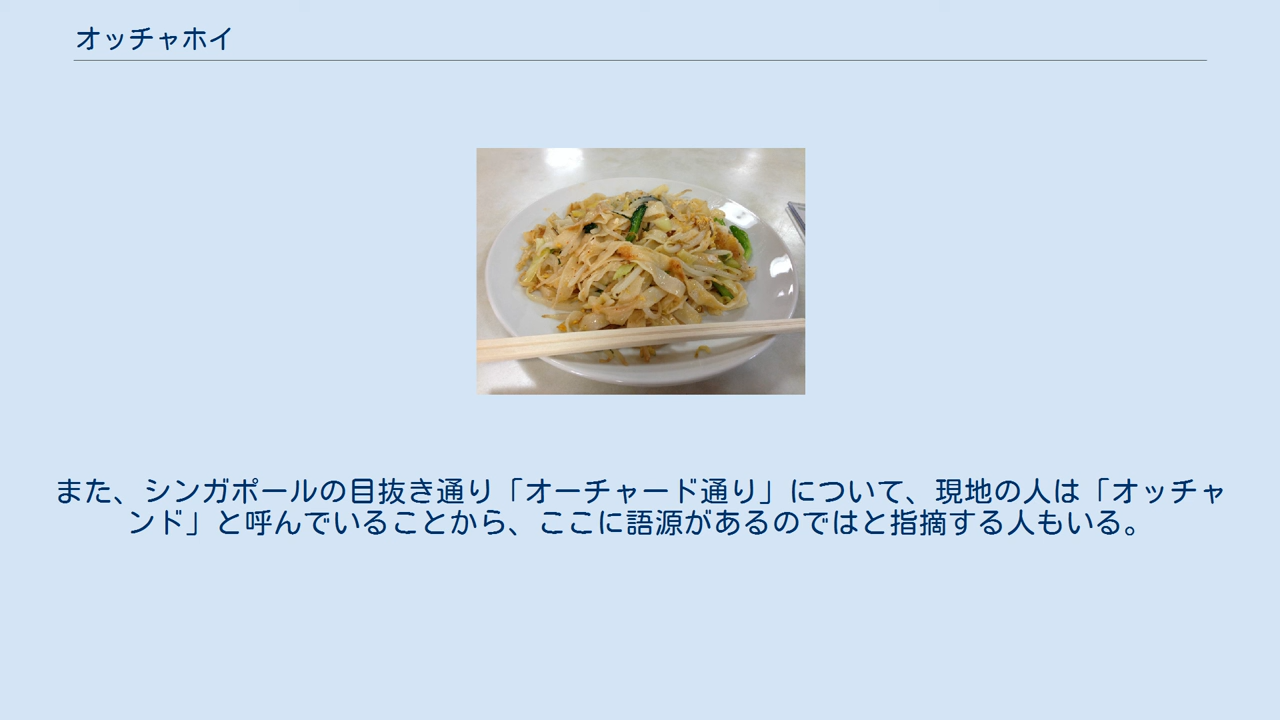 オッチャホイ
また、シンガポールの目抜き通り「オーチャード通り」について、現地の人は「オッチャ
ンド」と呼んでいることから、ここに語源があるのではと指摘する人もいる。